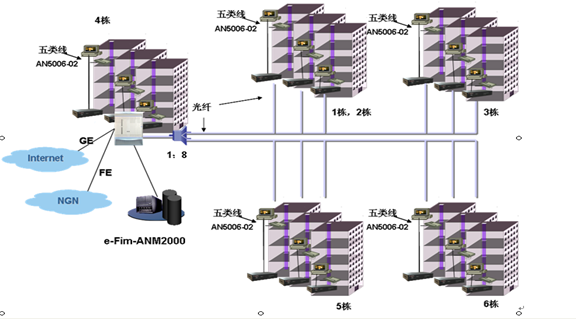 4栋
五类线
AN5006-02
五类线
AN5006-02
五类线
AN5006-02
光纤
1栋，2栋
3栋
GE
1：8
Internet
FE
NGN
e-Fim-ANM2000
五类线
AN5006-02
五类线
AN5006-02
5栋
6栋